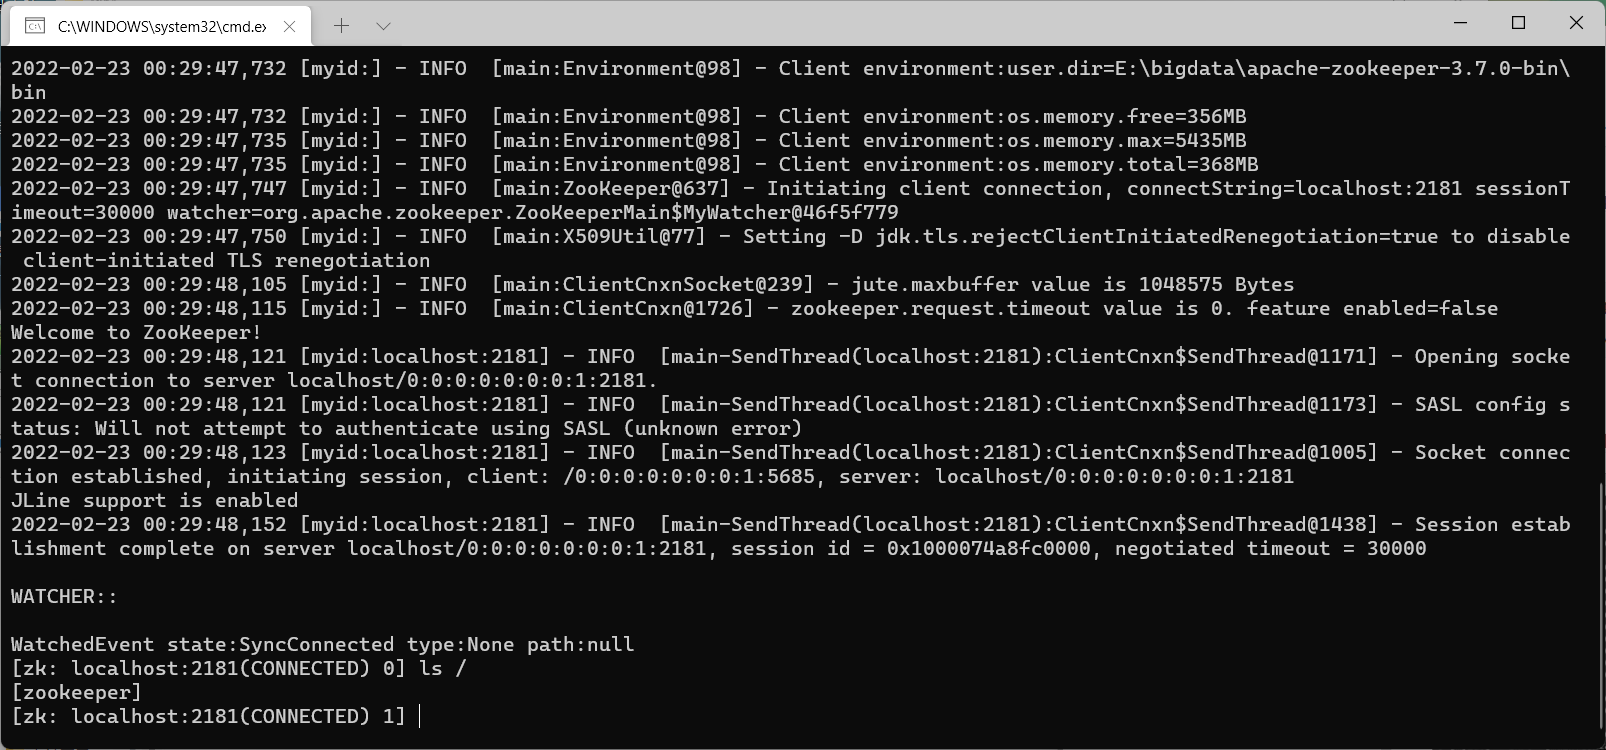 C:\WINDOWS\system32\cmd.ex
2022-02-23 00:29:47,732 [myid:] - INFO  [main:Environment@98] - Client environment:user.dir=E:\bigdata\apache-zookeeper-3.7.0-bin\
bin
2022-02-23 00:29:47,732 [myid:] - INFO  [main:Environment@98] - Client environment:os.memory.free=356MB
2022-02-23 00:29:47,735 [myid:] - INFO  [main:Environment@98] - Client environment:os.memory.max=5435MB
2022-02-23 00:29:47,735 [myid:] - INFO  [main:Environment@98] - Client environment:os.memory.total=368MB
2022-02-23 00:29:47,747 [myid:] - INFO  [main:ZooKeeper@637] - Initiating client connection, connectString=localhost:2181 sessionT
imeout=30000 watcher=org.apache.zookeeper.ZooKeeperMain$MyWatcher@46f5f779
2022-02-23 00:29:47,750 [myid:] - INFO  [main:X509Util@77] - Setting -D jdk.tls.rejectClientInitiatedRenegotiation=true to disable
 client-initiated TLS renegotiation
2022-02-23 00:29:48,105 [myid:] - INFO  [main:ClientCnxnSocket@239] - jute.maxbuffer value is 1048575 Bytes
2022-02-23 00:29:48,115 [myid:] - INFO  [main:ClientCnxn@1726] - zookeeper.request.timeout value is 0. feature enabled=false
Welcome to ZooKeeper!
2022-02-23 00:29:48,121 [myid:localhost:2181] - INFO  [main-SendThread(localhost:2181):ClientCnxn$SendThread@1171] - Opening socke
t connection to server localhost/0:0:0:0:0:0:0:1:2181.
2022-02-23 00:29:48,121 [myid:localhost:2181] - INFO  [main-SendThread(localhost:2181):ClientCnxn$SendThread@1173] - SASL config s
tatus: Will not attempt to authenticate using SASL (unknown error)
2022-02-23 00:29:48,123 [myid:localhost:2181] - INFO  [main-SendThread(localhost:2181):ClientCnxn$SendThread@1005] - Socket connec
tion established, initiating session, client: /0:0:0:0:0:0:0:1:5685, server: localhost/0:0:0:0:0:0:0:1:2181
JLine support is enabled
2022-02-23 00:29:48,152 [myid:localhost:2181] - INFO  [main-SendThread(localhost:2181):ClientCnxn$SendThread@1438] - Session estab
lishment complete on server localhost/0:0:0:0:0:0:0:1:2181, session id = 0x1000074a8fc0000, negotiated timeout = 30000
WATCHER::
WatchedEvent state:SyncConnected type:None path:null
[zk: localhost:2181(CONNECTED) 0] ls /
[zookeeper]
[zk: localhost:2181(CONNECTED) 1]